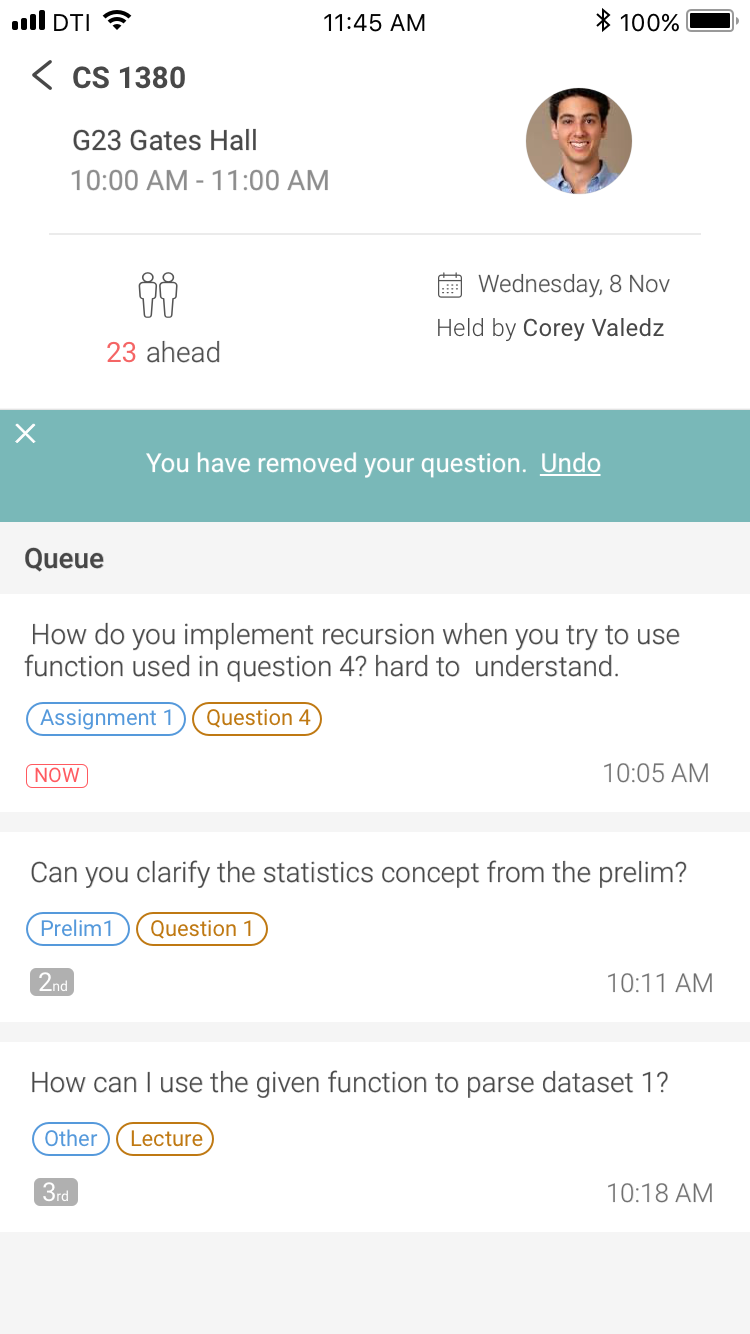 DTI 11:45 AM 100%
CS 1380
G23 Gates Hall
10:00 AM - 11:00 AM
Wednesday, 8 Nov
Held by Corey Valedz
23 ahead
You have removed your question. Undo
Queue
How do you implement recursion when you try to use
function used in question 4? hard to understand.
Assignment 1 Question 4
NOW 10:05 AM
Can you clarify the statistics concept from the prelim?
Prelim1 Question 1
2nd 10:11 AM
How can I use the given function to parse dataset 1?
Other Lecture
3rd 10:18 AM